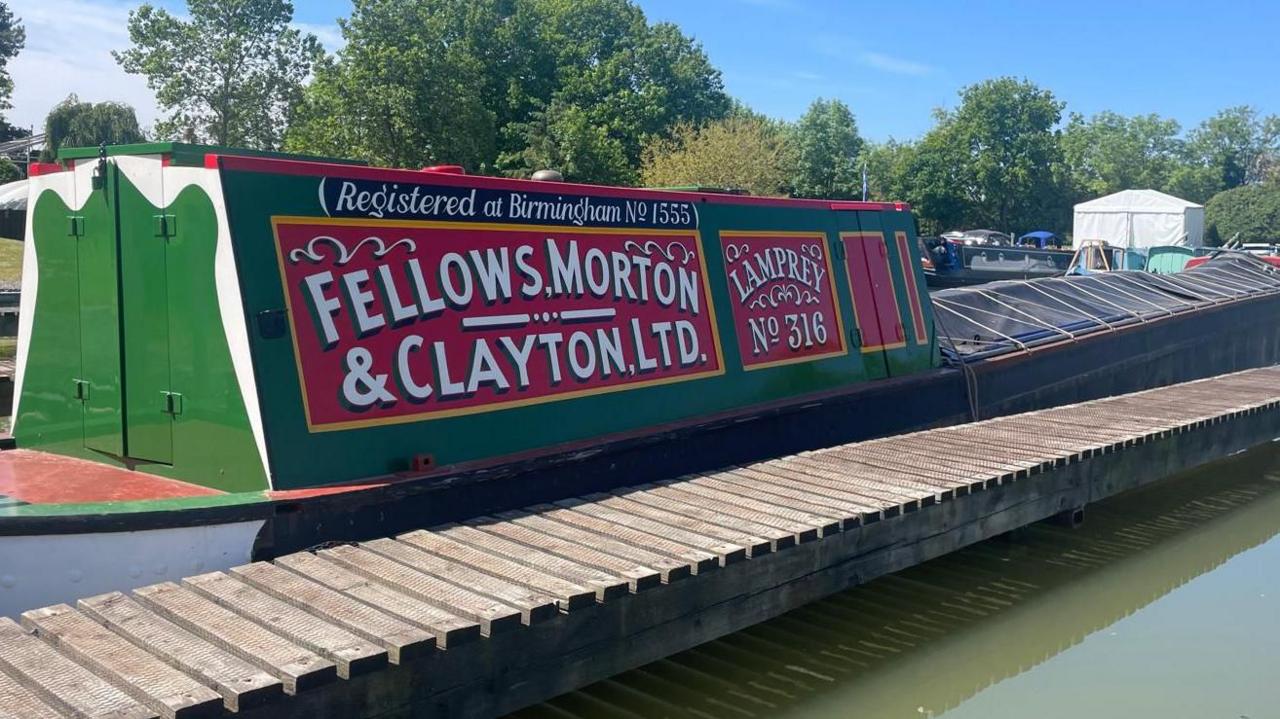 (Registered at Birmingham No 1555)
FELLOWS, MORTON
& CLAYTON, LTD.
LAMPREY
No 316